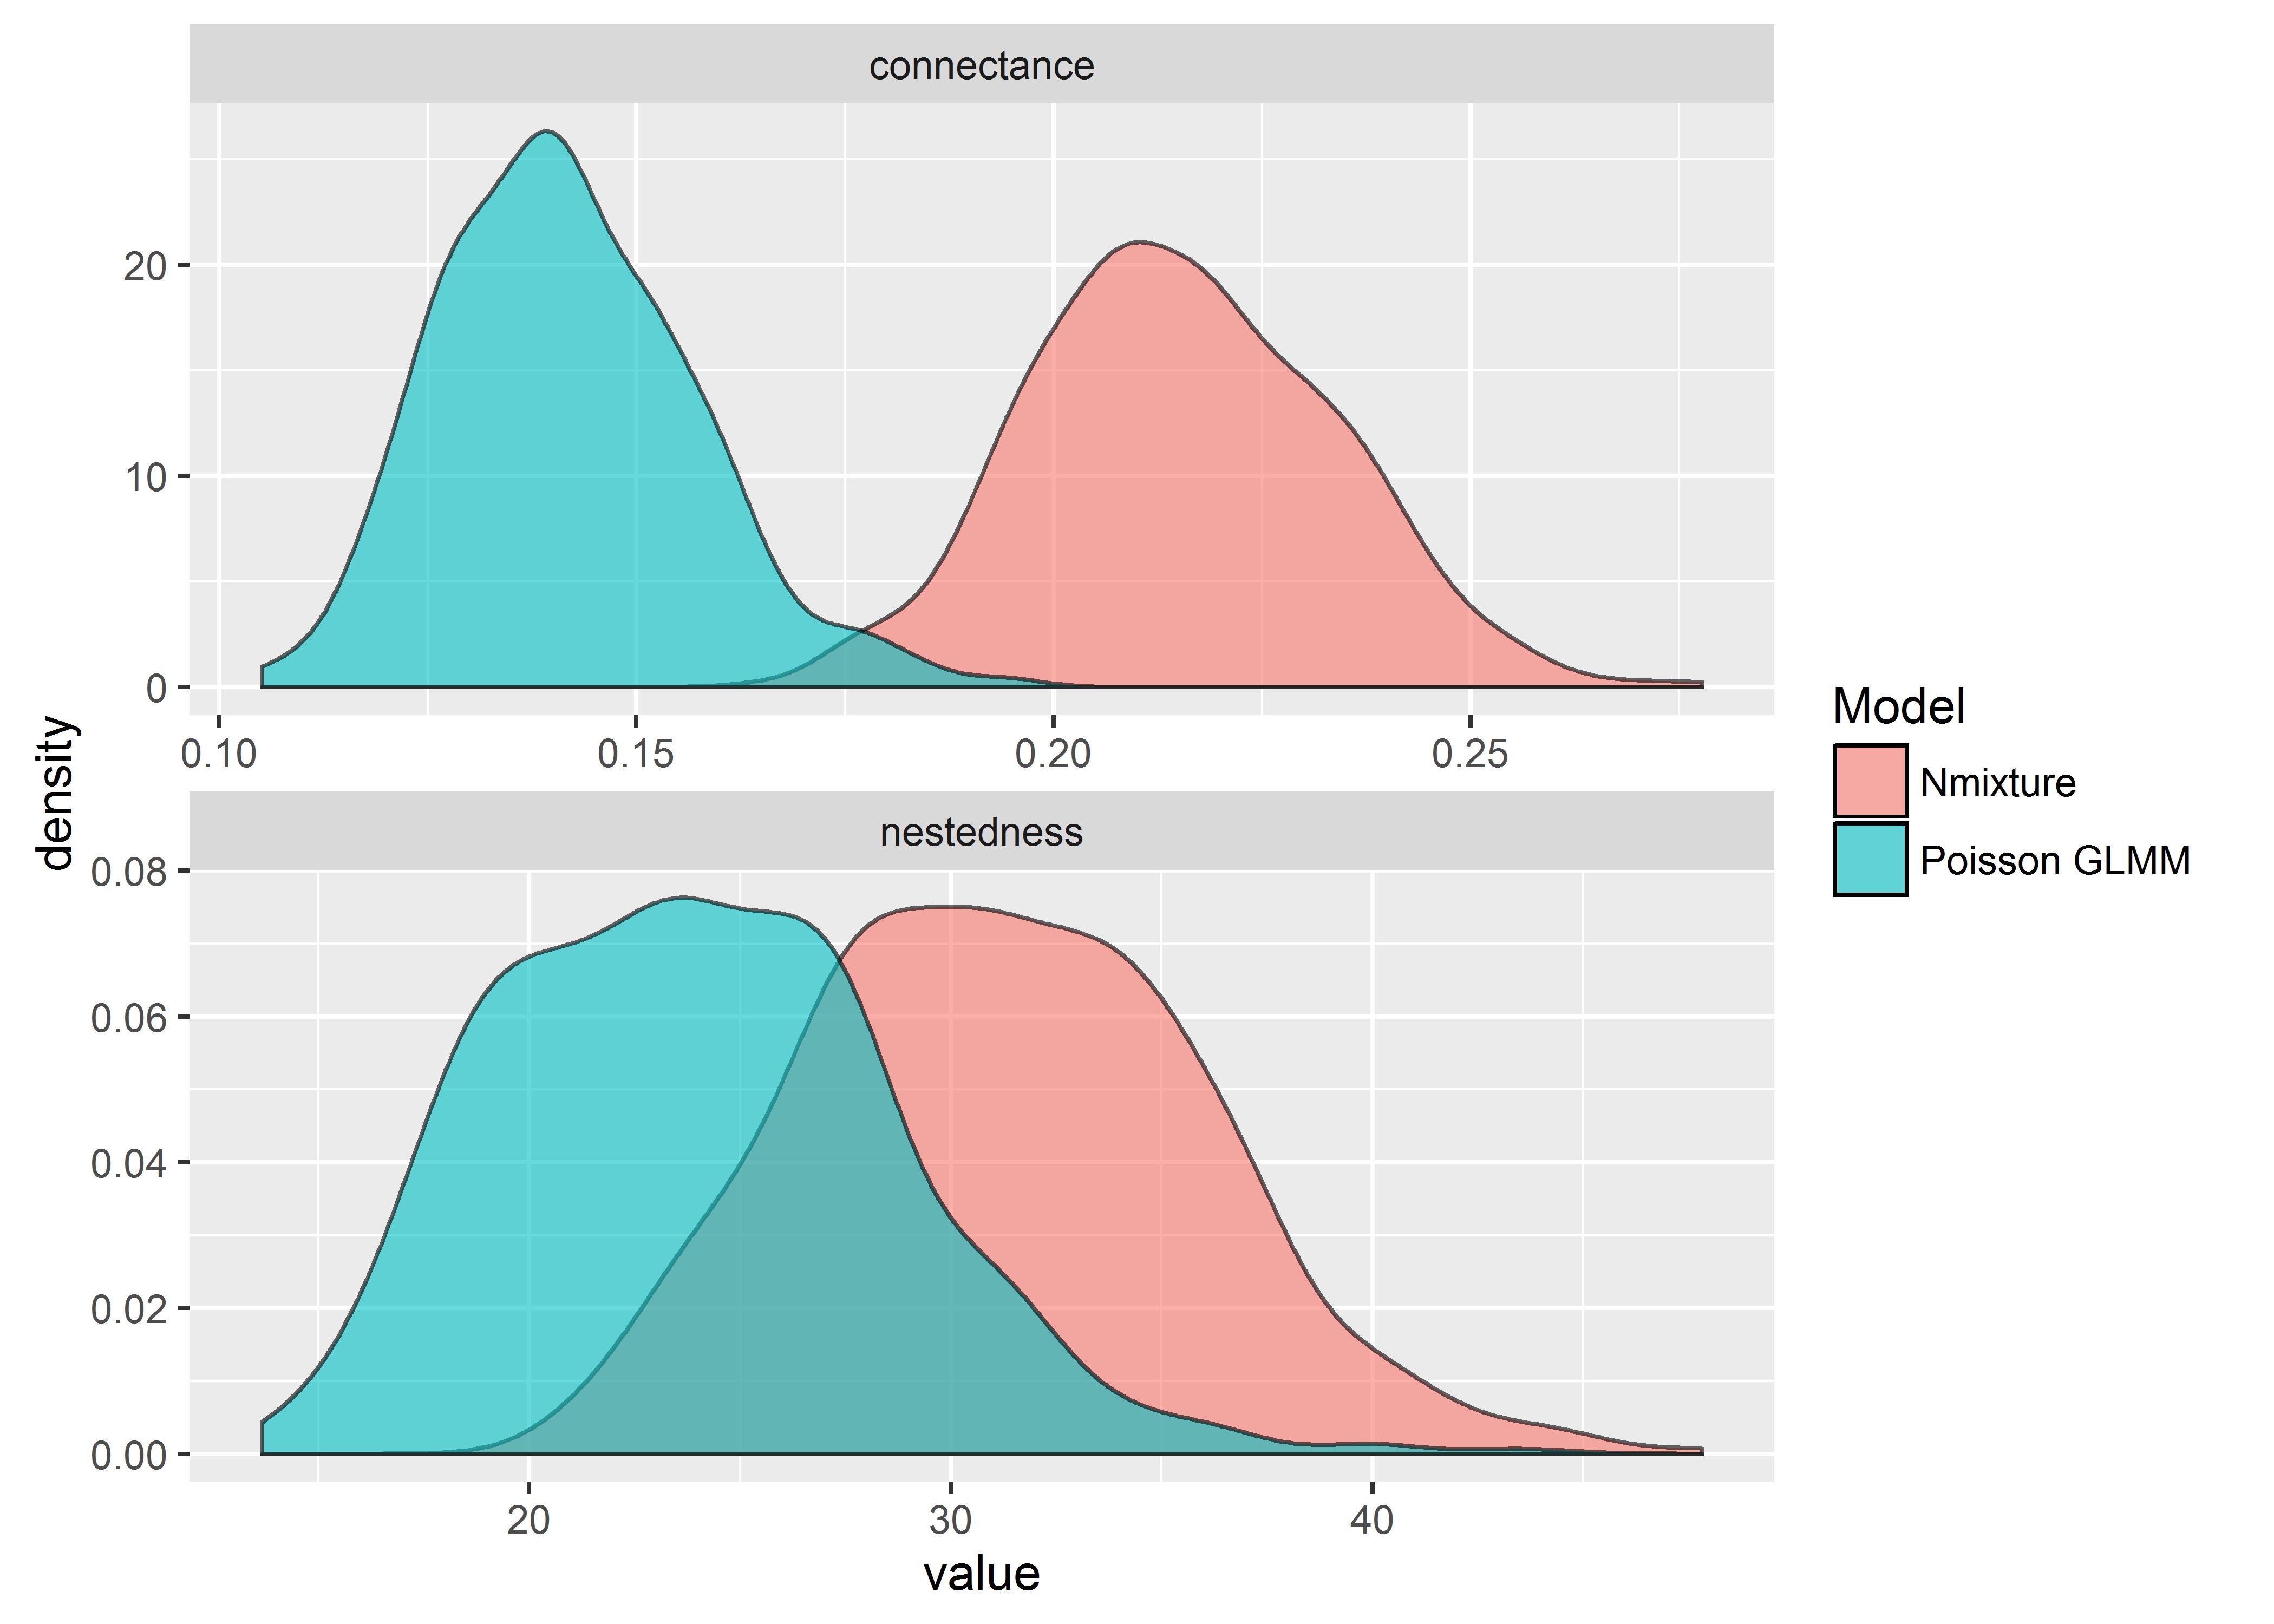 connectance
20
10
0
0.10 0.15 0.20 0.25
density
nestedness
0.08
0.06
0.04
0.02
0.00
20 30 40
value
Model
Nmixture
Poisson GLMM